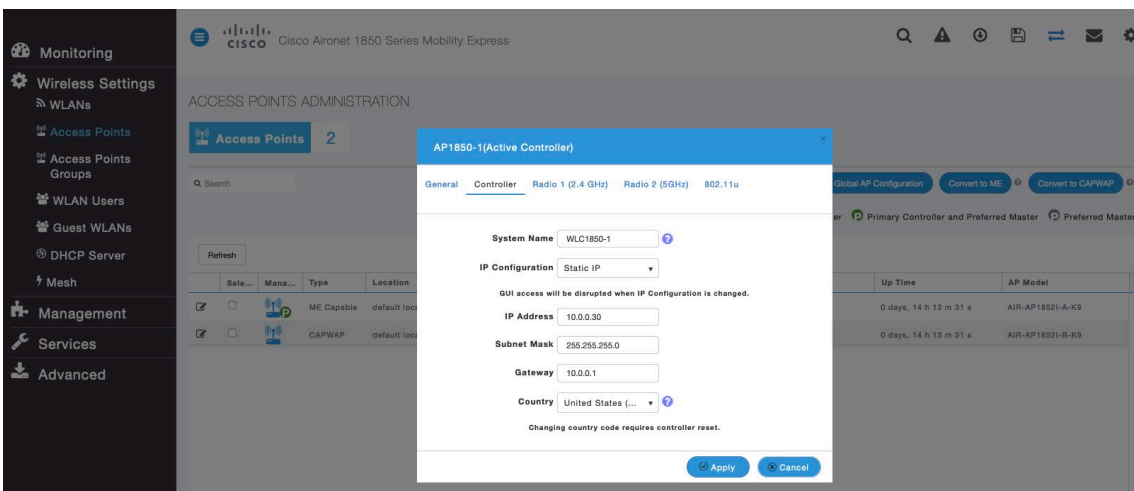 Monitoring
Wireless Settings
WLANs
Access Points
Access Points
Groups
WLAN Users
Guest WLANs
DHCP Server
Mesh
Management
Services
Advanced
CISCO Cisco Aironet 1850 Series Mobility Express
ACCESS POINTS ADMINISTRATION
Access Points 2
Search
Global AP Configuration Convert to ME Convert to CAPWAP
er P Primary Controller and Preferred Master P Preferred Master
Refresh
Sele... Mana... Type Location Up Time AP Model
P ME Capable default loca 0 days, 14 h 13 m 31 s AIR-AP1852I-A-K9
CAPWAP default loca 0 days, 14 h 13 m 31 s AIR-AP1852I-B-K9
AP1850-1(Active Controller) ×
General Controller Radio 1 (2.4 GHz) Radio 2 (5GHz) 802.11u
System Name WLC1850-1 ?
IP Configuration Static IP
GUI access will be disrupted when IP Configuration is changed.
IP Address 10.0.0.30
Subnet Mask 255.255.255.0
Gateway 10.0.0.1
Country United States (... ?
Changing country code requires controller reset.
Apply Cancel